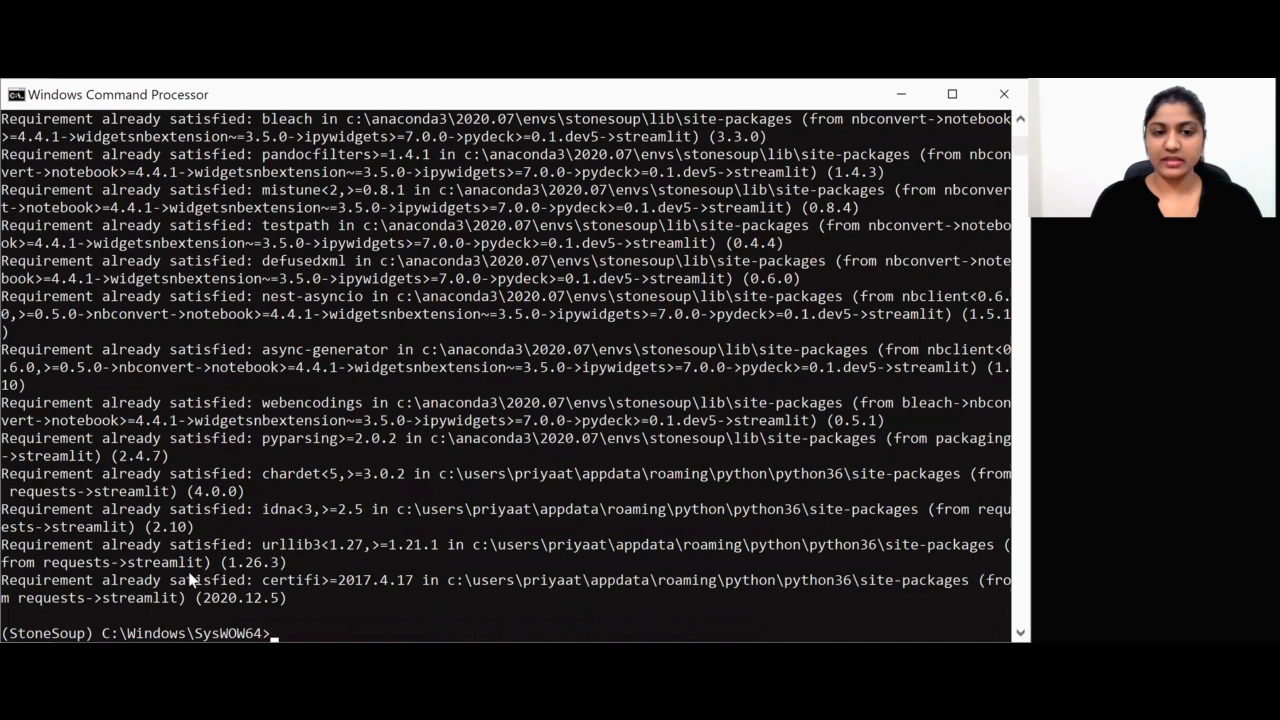 Windows Command Processor
Requirement already satisfied: bleach in c:\anaconda3\2020.07\envs\stonesoup\lib\site-packages (from nbconvert->notebook
>=4.4.1->widgetsnbextension~=3.5.0->ipywidgets>=7.0.0->pydeck>=0.1.dev5->streamlit) (3.3.0)
Requirement already satisfied: pandocfilters>=1.4.1 in c:\anaconda3\2020.07\envs\stonesoup\lib\site-packages (from nbcon
vert->notebook>=4.4.1->widgetsnbextension~=3.5.0->ipywidgets>=7.0.0->pydeck>=0.1.dev5->streamlit) (1.4.3)
Requirement already satisfied: mistune<2,>=0.8.1 in c:\anaconda3\2020.07\envs\stonesoup\lib\site-packages (from nbconver
t->notebook>=4.4.1->widgetsnbextension~=3.5.0->ipywidgets>=7.0.0->pydeck>=0.1.dev5->streamlit) (0.8.4)
Requirement already satisfied: testpath in c:\anaconda3\2020.07\envs\stonesoup\lib\site-packages (from nbconvert->notebo
ok>=4.4.1->widgetsnbextension~=3.5.0->ipywidgets>=7.0.0->pydeck>=0.1.dev5->streamlit) (0.4.4)
Requirement already satisfied: defusedxml in c:\anaconda3\2020.07\envs\stonesoup\lib\site-packages (from nbconvert->note
book>=4.4.1->widgetsnbextension~=3.5.0->ipywidgets>=7.0.0->pydeck>=0.1.dev5->streamlit) (0.6.0)
Requirement already satisfied: nest-asyncio in c:\anaconda3\2020.07\envs\stonesoup\lib\site-packages (from nbclient<0.6.
0,>=0.5.0->nbconvert->notebook>=4.4.1->widgetsnbextension~=3.5.0->ipywidgets>=7.0.0->pydeck>=0.1.dev5->streamlit) (1.5.1
)
Requirement already satisfied: async-generator in c:\anaconda3\2020.07\envs\stonesoup\lib\site-packages (from nbclient<0
.6.0,>=0.5.0->nbconvert->notebook>=4.4.1->widgetsnbextension~=3.5.0->ipywidgets>=7.0.0->pydeck>=0.1.dev5->streamlit) (1.
10)
Requirement already satisfied: webencodings in c:\anaconda3\2020.07\envs\stonesoup\lib\site-packages (from bleach->nbcon
vert->notebook>=4.4.1->widgetsnbextension~=3.5.0->ipywidgets>=7.0.0->pydeck>=0.1.dev5->streamlit) (0.5.1)
Requirement already satisfied: pyparsing>=2.0.2 in c:\anaconda3\2020.07\envs\stonesoup\lib\site-packages (from packaging
->streamlit) (2.4.7)
Requirement already satisfied: chardet<5,>=3.0.2 in c:\users\priyaat\appdata\roaming\python\python36\site-packages (from
 requests->streamlit) (4.0.0)
Requirement already satisfied: idna<3,>=2.5 in c:\users\priyaat\appdata\roaming\python\python36\site-packages (from requ
ests->streamlit) (2.10)
Requirement already satisfied: urllib3<1.27,>=1.21.1 in c:\users\priyaat\appdata\roaming\python\python36\site-packages (
from requests->streamlit) (1.26.3)
Requirement already satisfied: certifi>=2017.4.17 in c:\users\priyaat\appdata\roaming\python\python36\site-packages (fro
m requests->streamlit) (2020.12.5)
(StoneSoup) C:\Windows\SysWOW64>